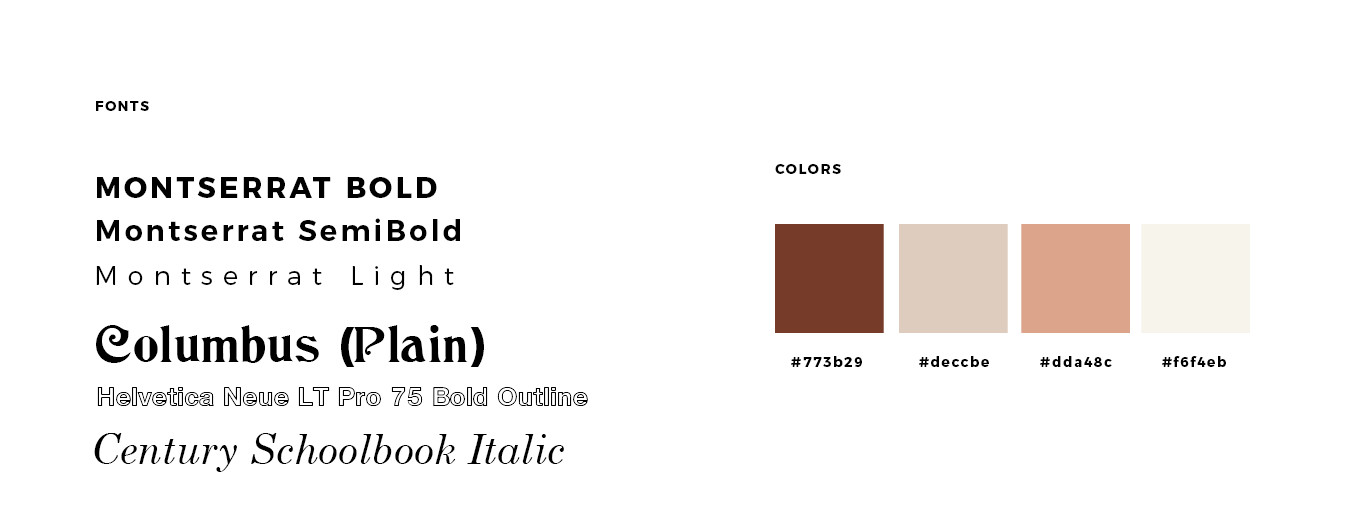 FONTS
MONTSERRAT BOLD
Montserrat SemiBold
Montserrat Light
Columbus (Plain)
Helvetica Neue LT Pro 75 Bold Outline
Century Schoolbook Italic
COLORS
#773b29 #deccbe #dda48c #f6f4eb